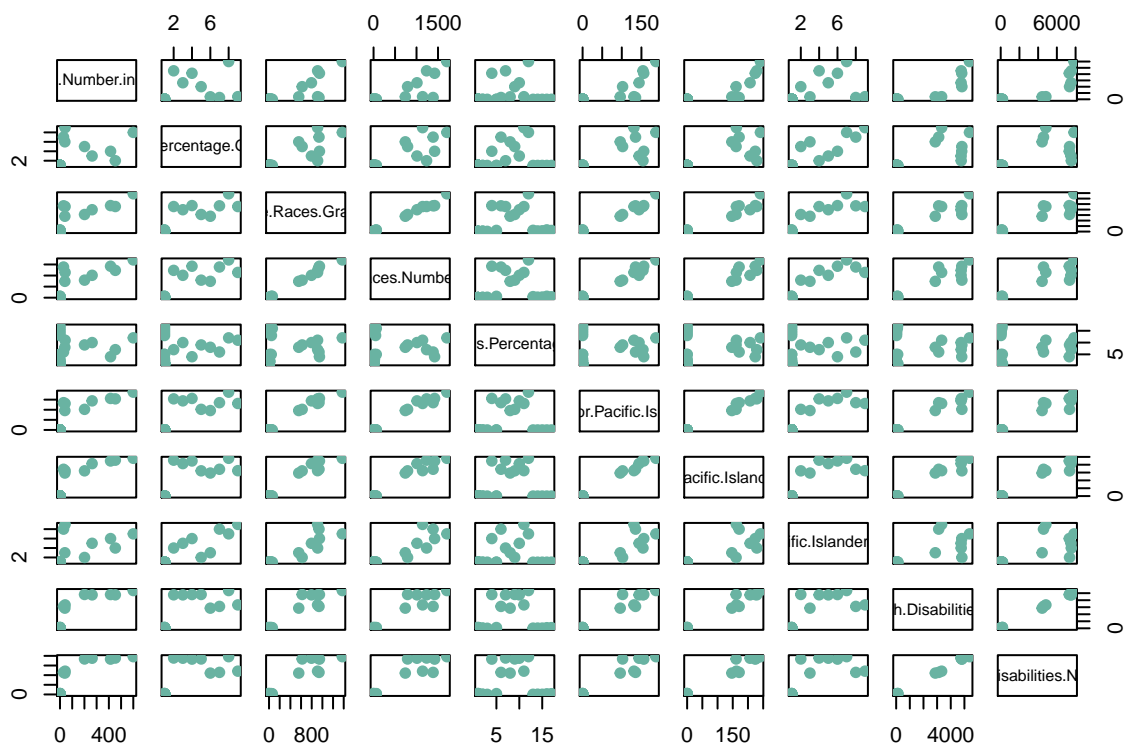 2 6
0 1500
0 150
2 6
0 6000
.Number.in
0
2
ercentage.C
e.Races.Gra
0
0
ces.Numbe
s.Percenta
5
0
or.Pacific.Is
acific.Island
0
2
fic.Islander
h.Disabilitie
0
0
isabilities.N
0 400
0 800
5 15
0 150
0 4000